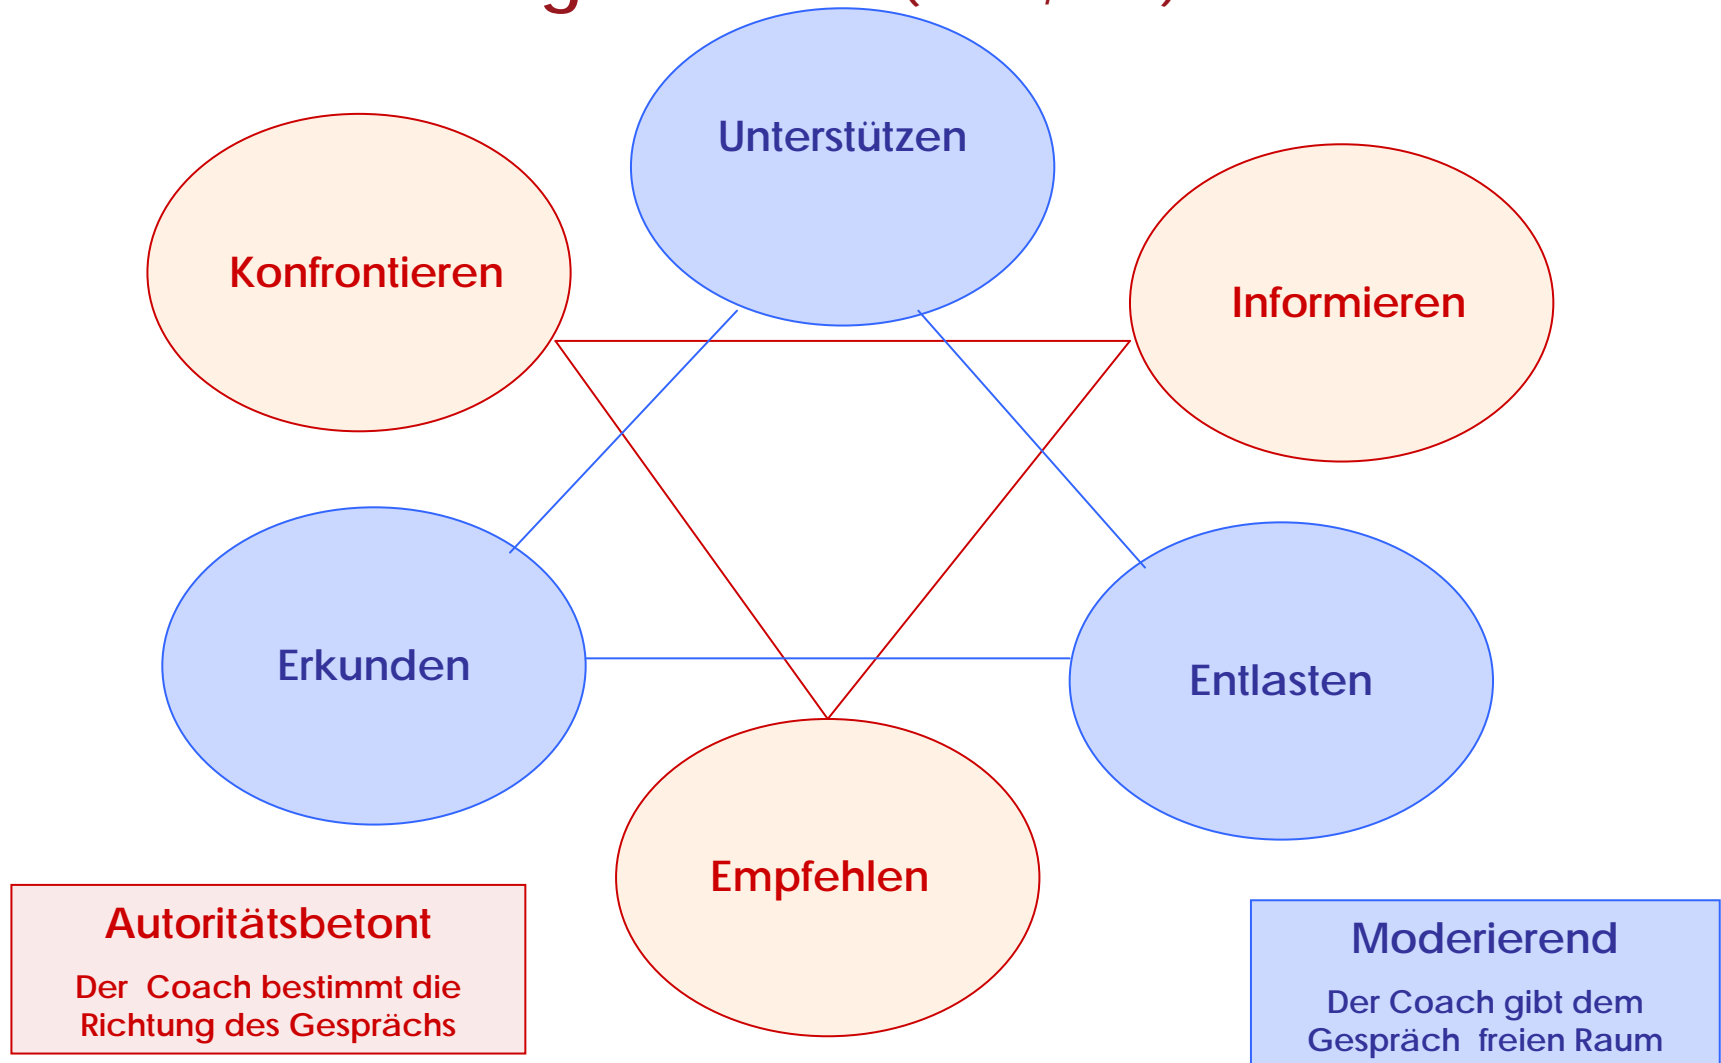 Unterstützen
Konfrontieren
Informieren
Erkunden
Entlasten
Empfehlen
Autoritätsbetont
Der Coach bestimmt die
Richtung des Gesprächs
Moderierend
Der Coach gibt dem
Gespräch freien Raum